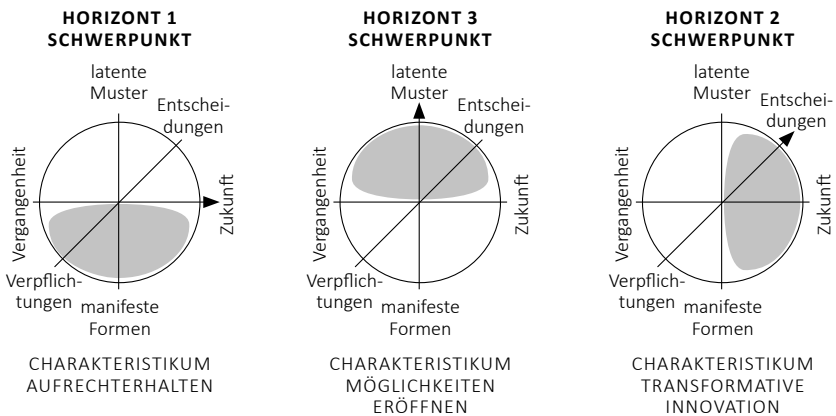 HORIZONT 1
SCHWERPUNKT
latente
Muster
Entschei-
dungen
Vergangenheit
Zukunft
Verpflich-
tungen
manifeste
Formen
CHARAKTERISTIKUM
AUFRECHTERHALTEN
HORIZONT 3
SCHWERPUNKT
latente
Muster
Entschei-
dungen
Vergangenheit
Zukunft
Verpflich-
tungen
manifeste
Formen
CHARAKTERISTIKUM
MÖGLICHKEITEN
ERÖFFNEN
HORIZONT 2
SCHWERPUNKT
latente
Muster
Entschei-
dungen
Vergangenheit
Zukunft
Verpflich-
tungen
manifeste
Formen
CHARAKTERISTIKUM
TRANSFORMATIVE
INNOVATION